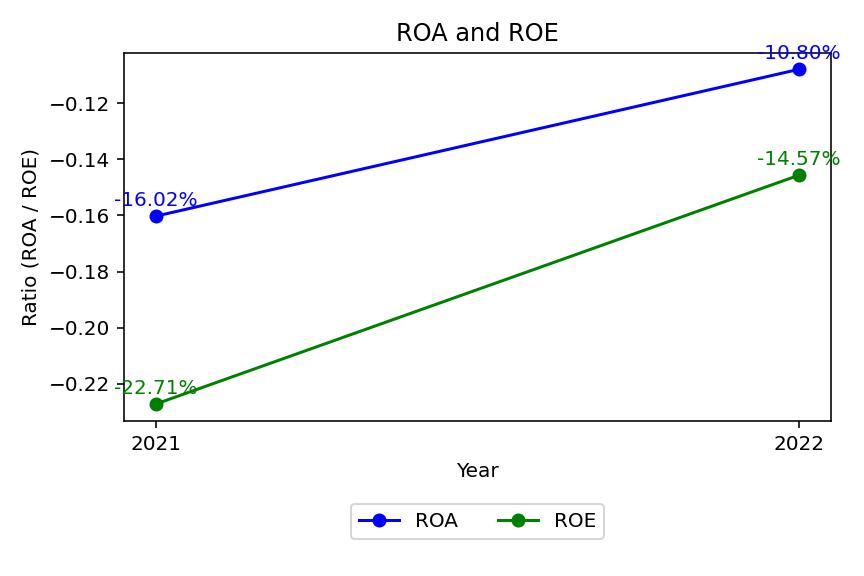 ROA and ROE
-10.80%
−0.12
−0.14
-14.57%
-16.02%
−0.16
−0.18
−0.20
−0.22
-22.71%
Ratio (ROA / ROE)
2021
2022
Year
ROA
ROE